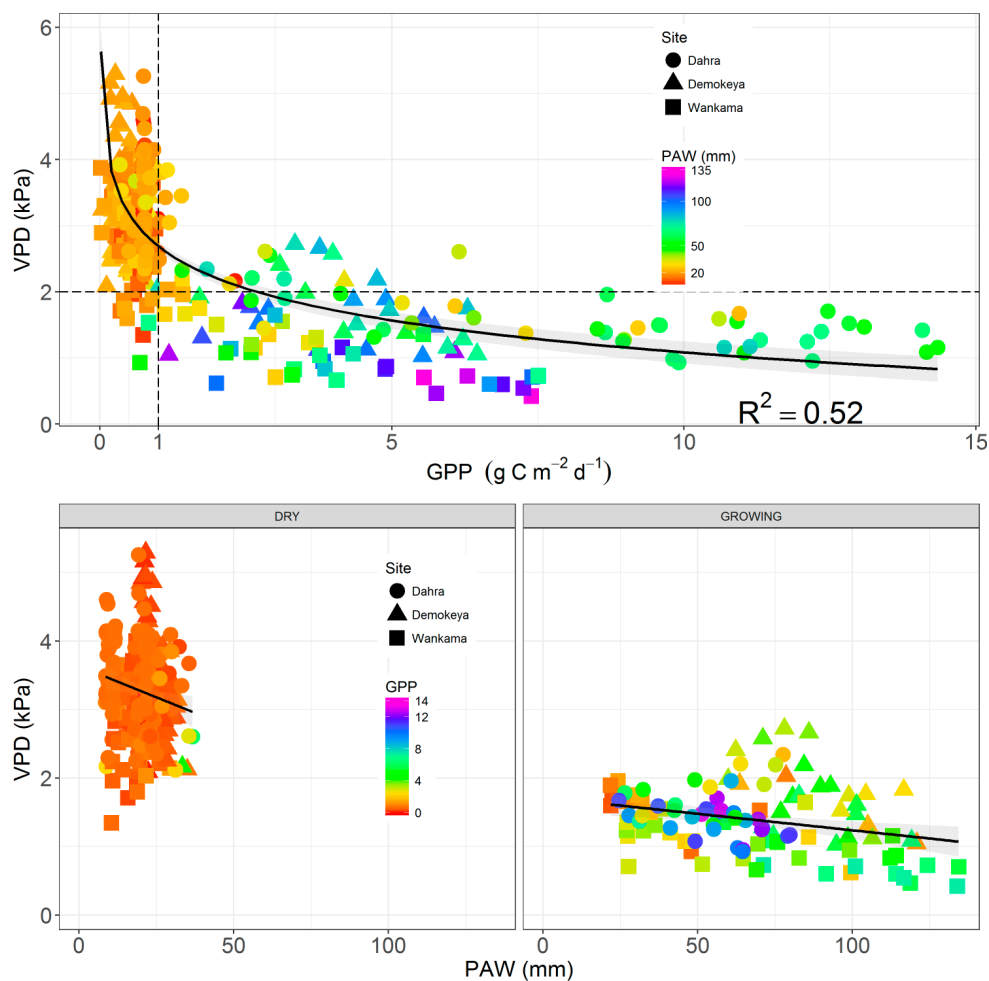 6
4
2
0
VPD (kPa)
Site
Dahra
Demokeya
Wankama
PAW (mm)
135
100
50
20
R² = 0.52
0 1 5 10 15
GPP (g C m⁻² d⁻¹)
DRY GROWING
4
2
0
VPD (kPa)
Site
Dahra
Demokeya
Wankama
GPP
14
12
8
4
0
0 50 100 0 50 100
PAW (mm)